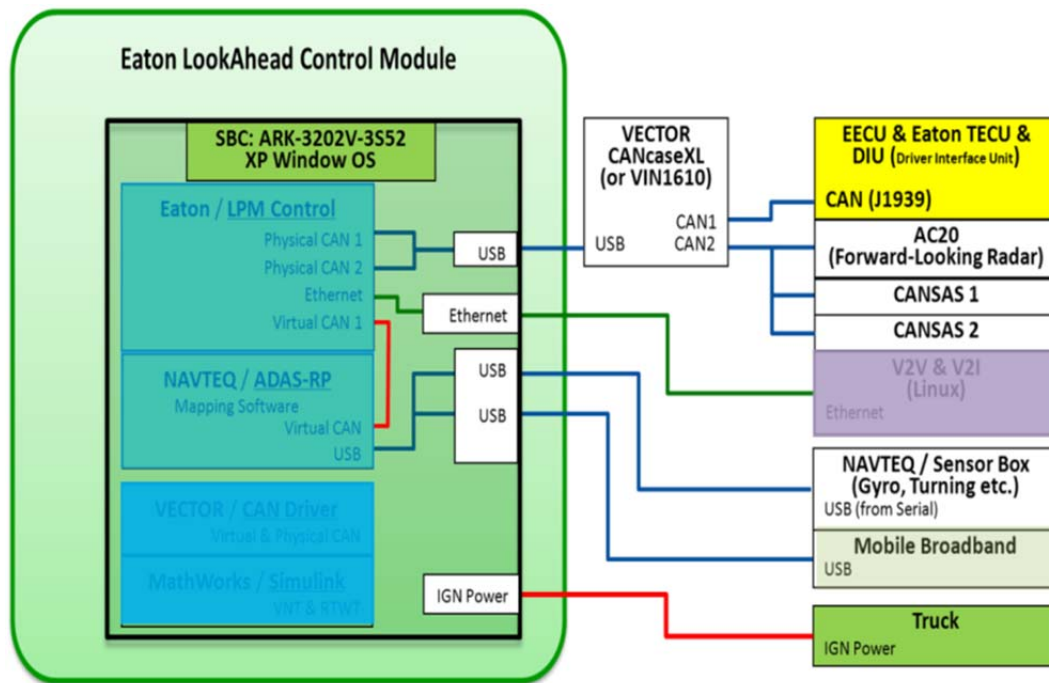 Eaton LookAhead Control Module
SBC: ARK-3202V-3S52
XP Window OS
Eaton / LPM Control
Physical CAN 1
Physical CAN 2
Ethernet
Virtual CAN 1
NAVTEQ / ADAS-RP
Mapping Software
Virtual CAN
USB
VECTOR / CAN Driver
Virtual & Physical CAN
MathWorks / Simulink
VNT & RTWT
USB
Ethernet
USB
USB
IGN Power
VECTOR
CANcaseXL
(or VIN1610)
CAN1
USB
CAN2
EECU & Eaton TECU &
DIU (Driver Interface Unit)
CAN (J1939)
AC20
(Forward-Looking Radar)
CANSAS 1
CANSAS 2
V2V & V2I
(Linux)
Ethernet
NAVTEQ / Sensor Box
(Gyro, Turning etc.)
USB (from Serial)
Mobile Broadband
USB
Truck
IGN Power